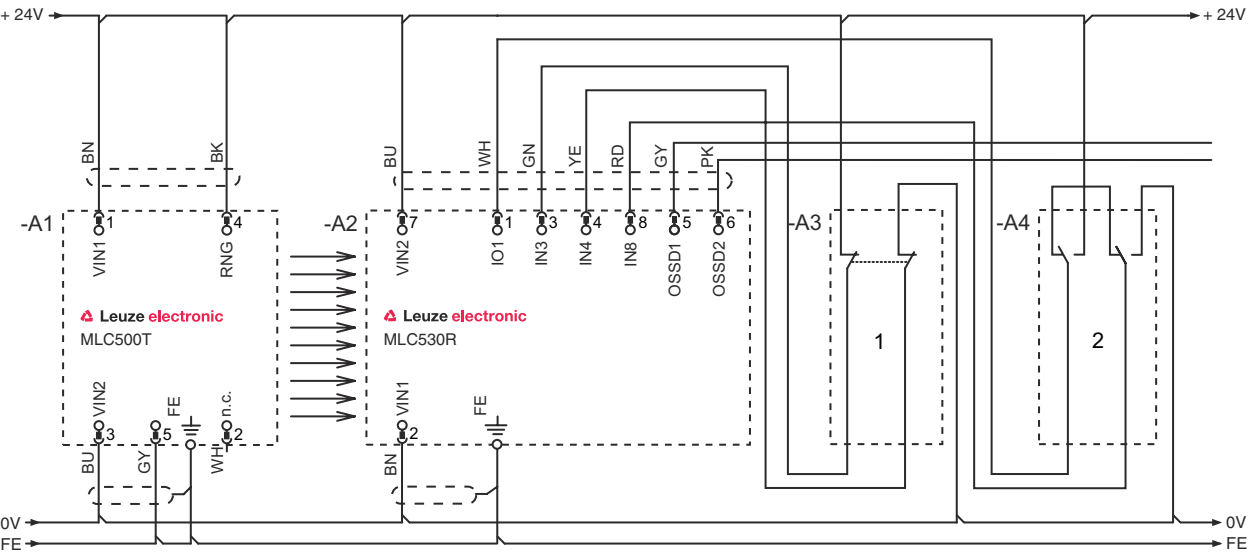 + 24V
+ 24V
BN
BK
BU
WH
GN
YE
RD
GY
PK
-A1
1
4
-A2
7
1
3
4
8
5
6
-A3
-A4
VIN1
RNG
VIN2
IO1
IN3
IN4
IN8
OSSD1
OSSD2
Leuze electronic
MLC500T
Leuze electronic
MLC530R
1
2
VIN2
FE
n.c.
VIN1
FE
3
5
2
2
BU
GY
WH
BN
0V
0V
FE
FE